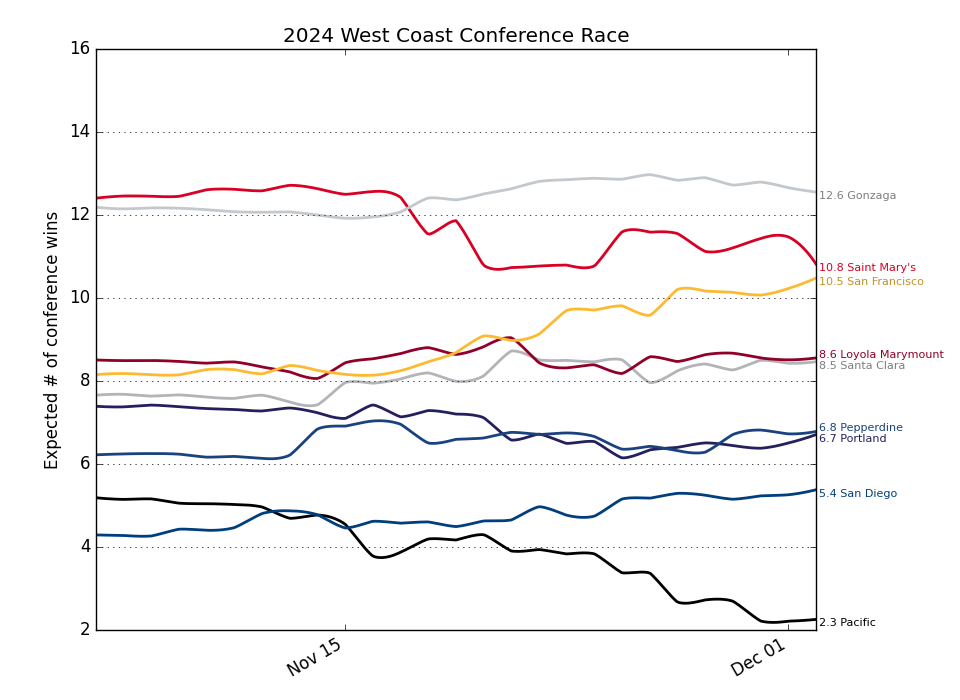 2024 West Coast Conference Race
Expected # of conference wins
16
14
12
10
8
6
4
2
Nov 15
Dec 01
12.6 Gonzaga
10.8 Saint Mary's
10.5 San Francisco
8.6 Loyola Marymount
8.5 Santa Clara
6.8 Pepperdine
6.7 Portland
5.4 San Diego
2.3 Pacific